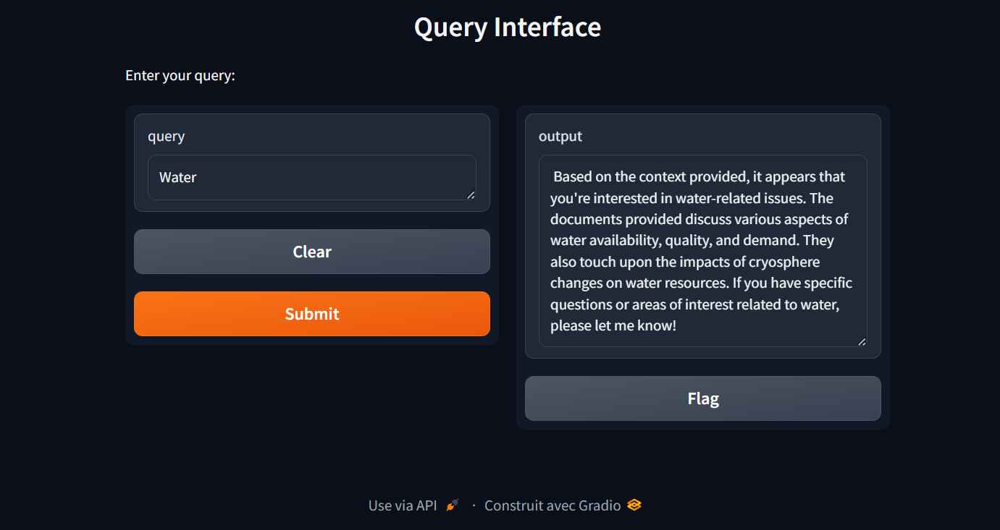 Query Interface
Enter your query:
query
Water
Clear
Submit
output
Based on the context provided, it appears that
you're interested in water-related issues. The
documents provided discuss various aspects of
water availability, quality, and demand. They
also touch upon the impacts of cryosphere
changes on water resources. If you have specific
questions or areas of interest related to water,
please let me know!
Flag
Use via API · Construit avec Gradio